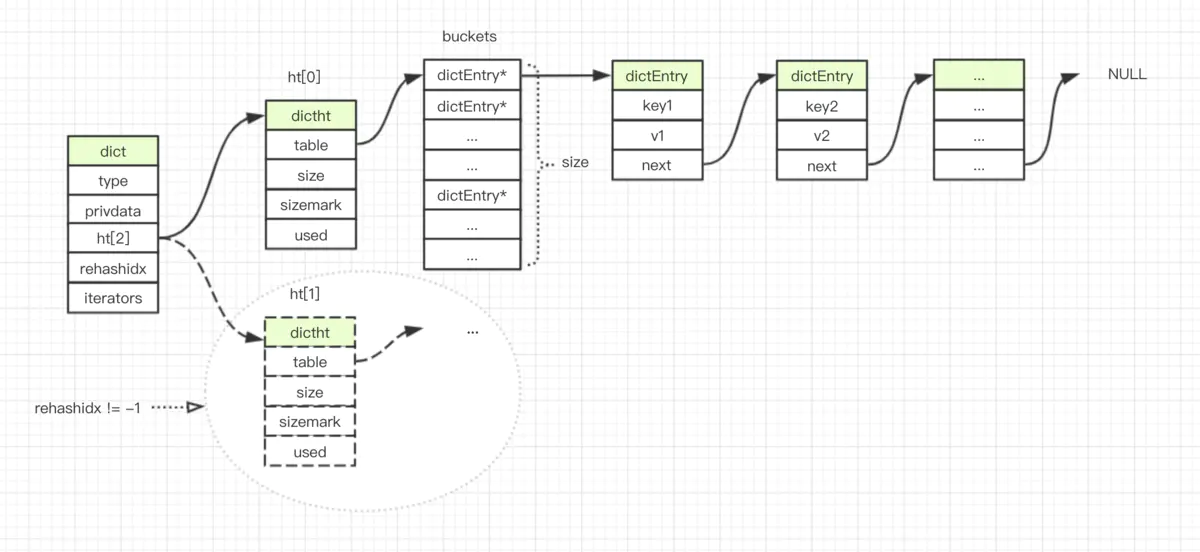 buckets
ht[0]
dictht
table
size
sizemark
used
dict
type
privdata
ht[2]
rehashidx
iterators
dictEntry*
dictEntry*
...
...
dictEntry*
...
...
size
dictEntry
key1
v1
next
dictEntry
key2
v2
next
...
...
...
...
NULL
ht[1]
dictht
table
size
sizemark
used
...
rehashidx != -1